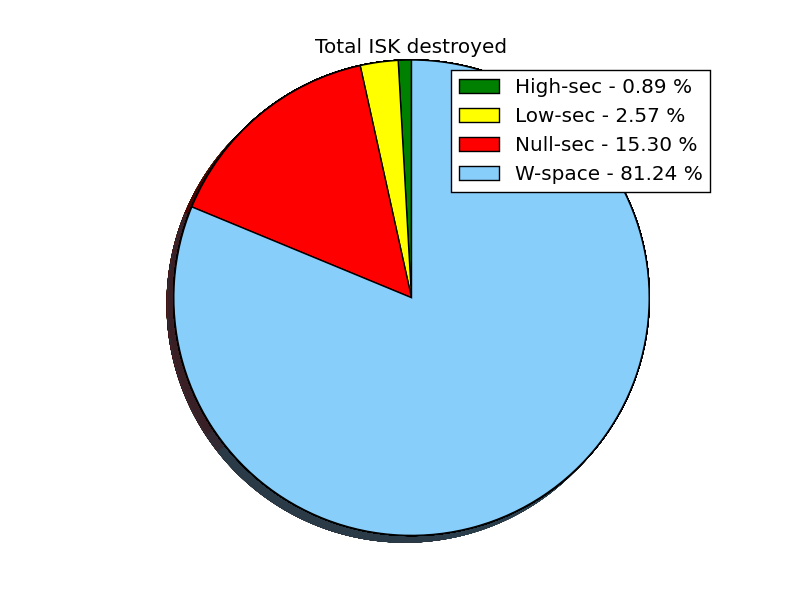 Total ISK destroyed
High-sec - 0.89 %
Low-sec - 2.57 %
Null-sec - 15.30 %
W-space - 81.24 %